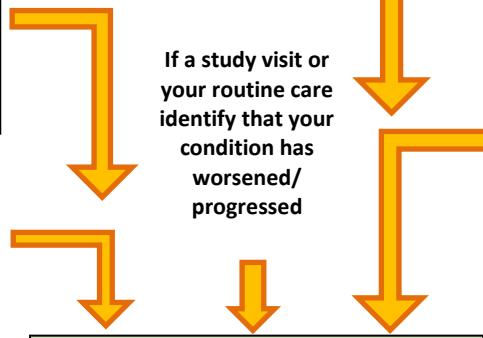 If a study visit or
your routine care
identify that your
condition has
worsened/
progressed